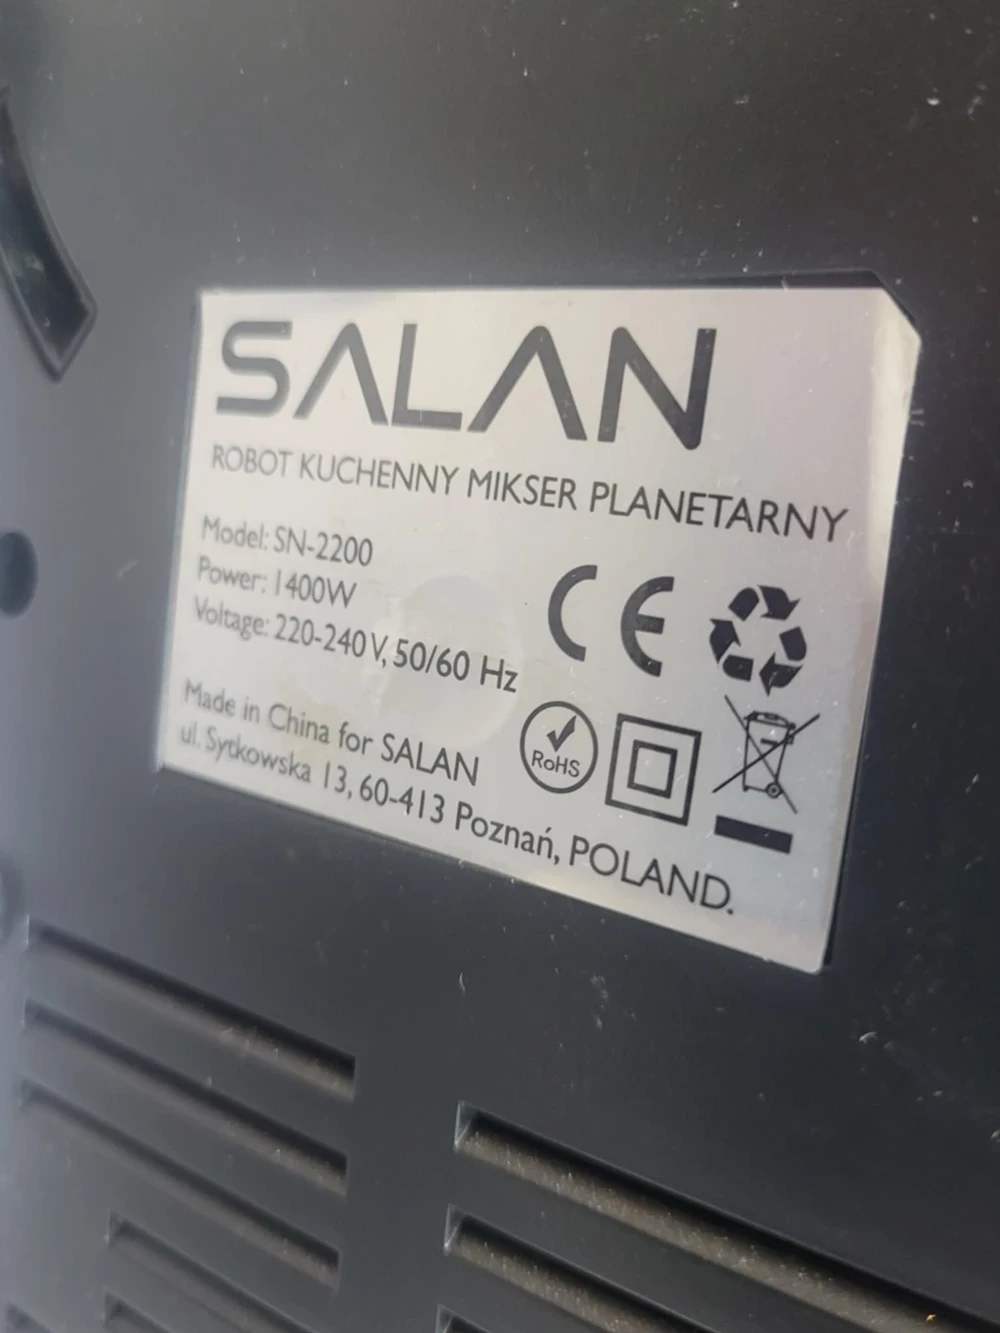 SALAN
ROBOT KUCHENNY MIKSER PLANETARNY
Model: SN-2200
Power: 1400W
Voltage: 220-240 V, 50/60 Hz
CE
RoHS
Made in China for SALAN
ul. Sytkowska 13, 60-413 Poznań, POLAND.